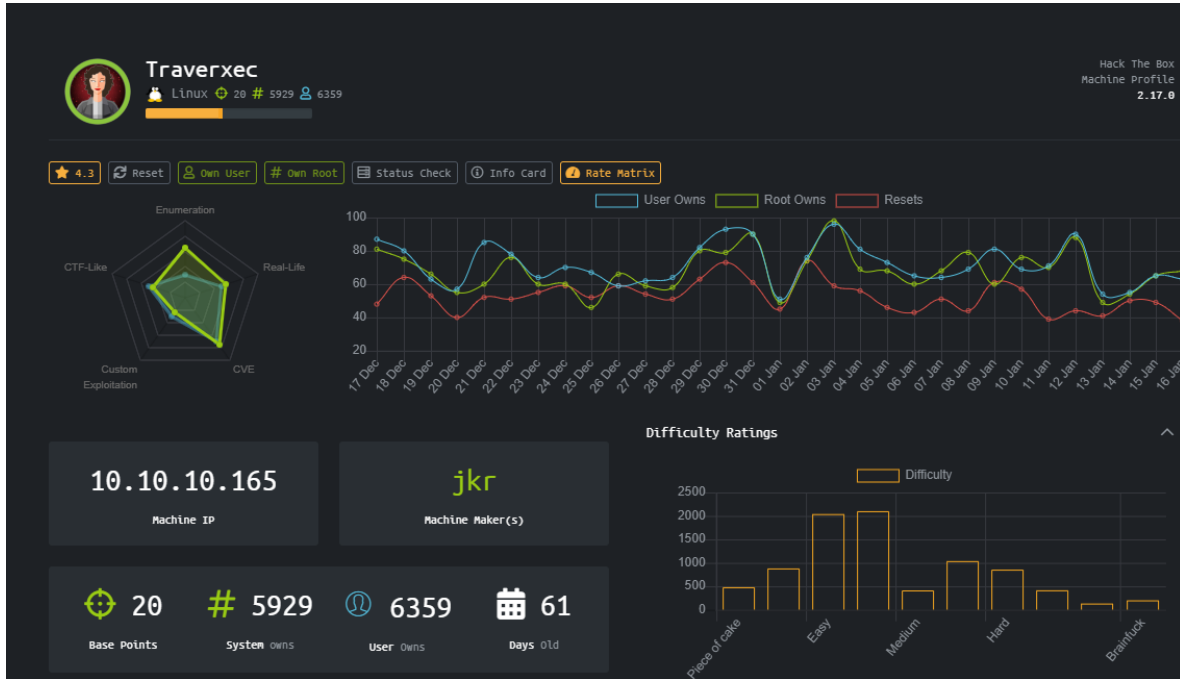 Traverxec
Linux 20 # 5929 6359
Hack The Box
Machine Profile
2.17.0
4.3 Reset Own User # Own Root Status Check Info Card Rate Matrix
Enumeration
CTF-Like
Real-Life
Custom
Exploitation
CVE
User Owns Root Owns Resets
100
80
60
40
20
17 Dec 18 Dec 19 Dec 20 Dec 21 Dec 22 Dec 23 Dec 24 Dec 25 Dec 26 Dec 27 Dec 28 Dec 29 Dec 30 Dec 31 Dec 01 Jan 02 Jan 03 Jan 04 Jan 05 Jan 06 Jan 07 Jan 08 Jan 09 Jan 10 Jan 11 Jan 12 Jan 13 Jan 14 Jan 15 Jan 16 Jan
10.10.10.165
Machine IP
jkr
Machine Maker(s)
20 # 5929 6359 61
Base Points System owns User Owns Days Old
Difficulty Ratings
Difficulty
2500
2000
1500
1000
500
0
Piece of cake Easy Medium Hard Brainfuck